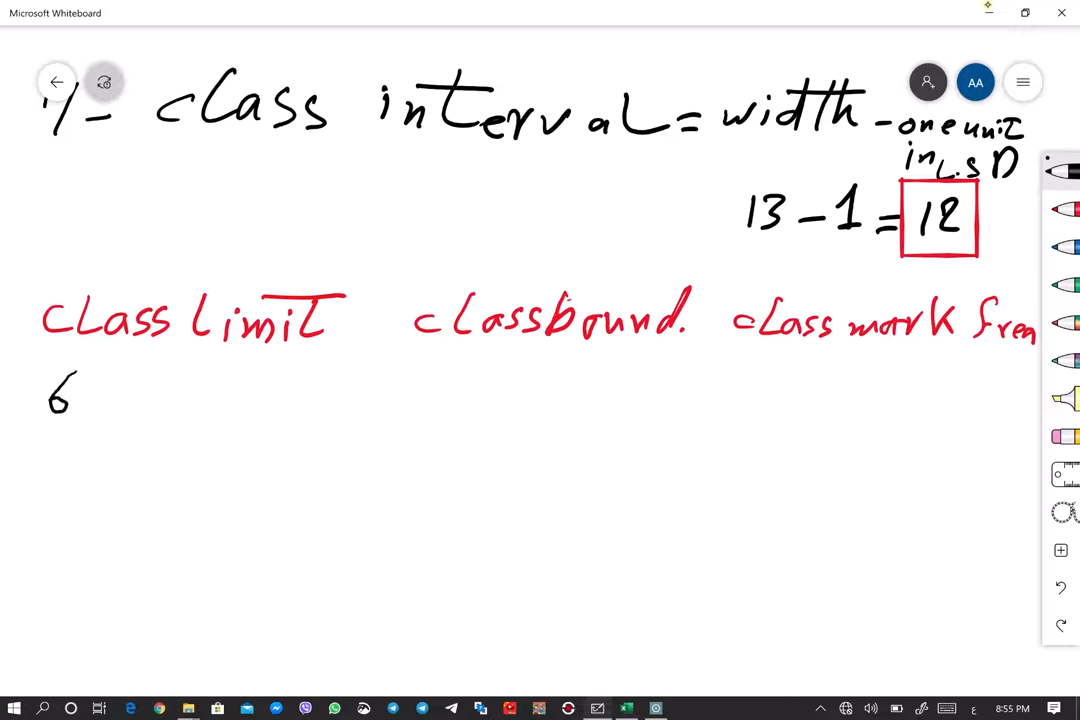 Microsoft Whiteboard
AA
class interval = width - one unit
in L.S D
13 - 1 = 12
class limit class bound. class mark freq
6
ع 8:55 PM